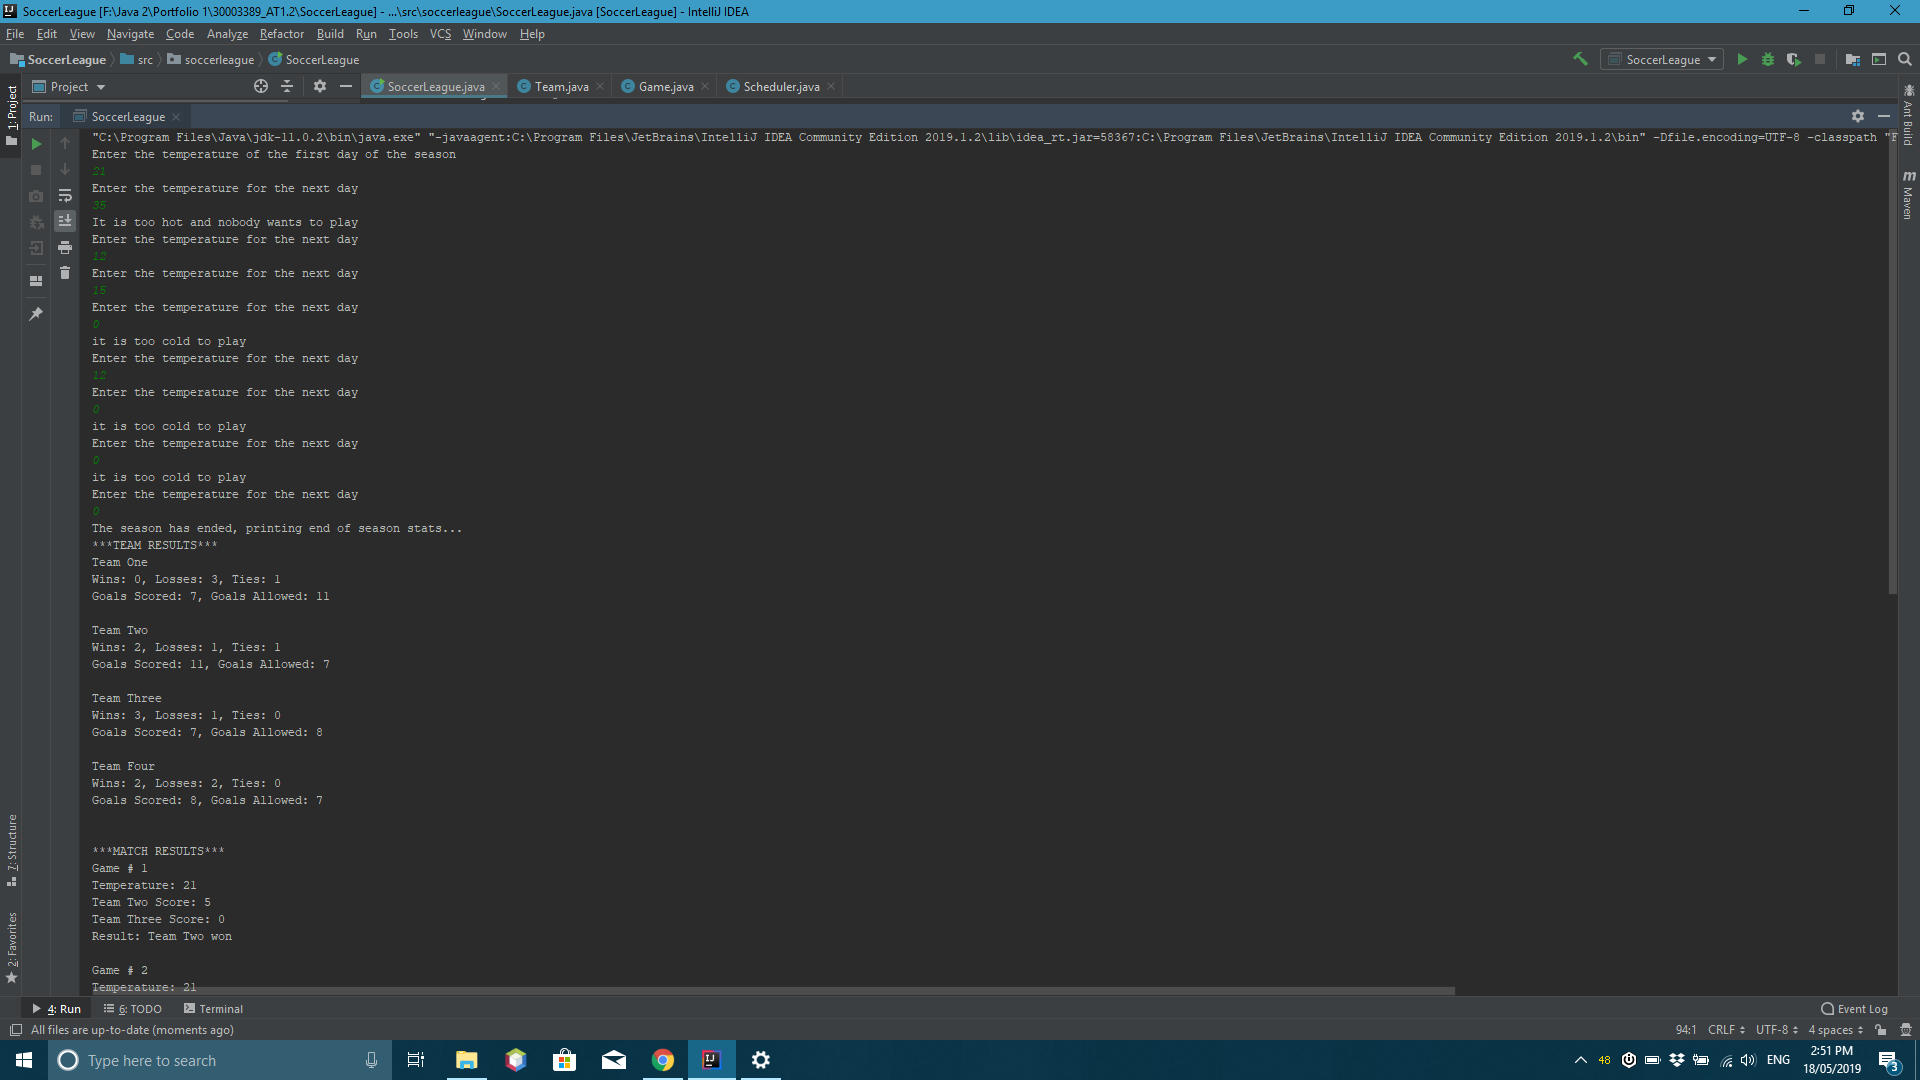 SoccerLeague [F:\Java 2\Portfolio 1\30003389_AT1.2\SoccerLeague] - ...\src\soccerleague\SoccerLeague.java [SoccerLeague] - IntelliJ IDEA
File Edit View Navigate Code Analyze Refactor Build Run Tools VCS Window Help
SoccerLeague src soccerleague SoccerLeague SoccerLeague
1: Project
Project SoccerLeague.java Team.java Game.java Scheduler.java
Ant Build
Maven
Run: SoccerLeague
"C:\Program Files\Java\jdk-11.0.2\bin\java.exe" "-javaagent:C:\Program Files\JetBrains\IntelliJ IDEA Community Edition 2019.1.2\lib\idea_rt.jar=58367:C:\Program Files\JetBrains\IntelliJ IDEA Community Edition 2019.1.2\bin" -Dfile.encoding=UTF-8 -classpath "F
Enter the temperature of the first day of the season
21
Enter the temperature for the next day
35
It is too hot and nobody wants to play
Enter the temperature for the next day
12
Enter the temperature for the next day
15
Enter the temperature for the next day
0
it is too cold to play
Enter the temperature for the next day
12
Enter the temperature for the next day
0
it is too cold to play
Enter the temperature for the next day
0
it is too cold to play
Enter the temperature for the next day
0
The season has ended, printing end of season stats...
***TEAM RESULTS***
Team One
Wins: 0, Losses: 3, Ties: 1
Goals Scored: 7, Goals Allowed: 11
Team Two
Wins: 2, Losses: 1, Ties: 1
Goals Scored: 11, Goals Allowed: 7
Team Three
Wins: 3, Losses: 1, Ties: 0
Goals Scored: 7, Goals Allowed: 8
Team Four
Wins: 2, Losses: 2, Ties: 0
Goals Scored: 8, Goals Allowed: 7
***MATCH RESULTS***
Game # 1
Temperature: 21
Team Two Score: 5
Team Three Score: 0
Result: Team Two won
Game # 2
Temperature: 21
7: Structure
2: Favorites
4: Run 6: TODO Terminal Event Log
All files are up-to-date (moments ago) 94:1 CRLF UTF-8 4 spaces
Type here to search 48 ENG 2:51 PM
18/05/2019 3